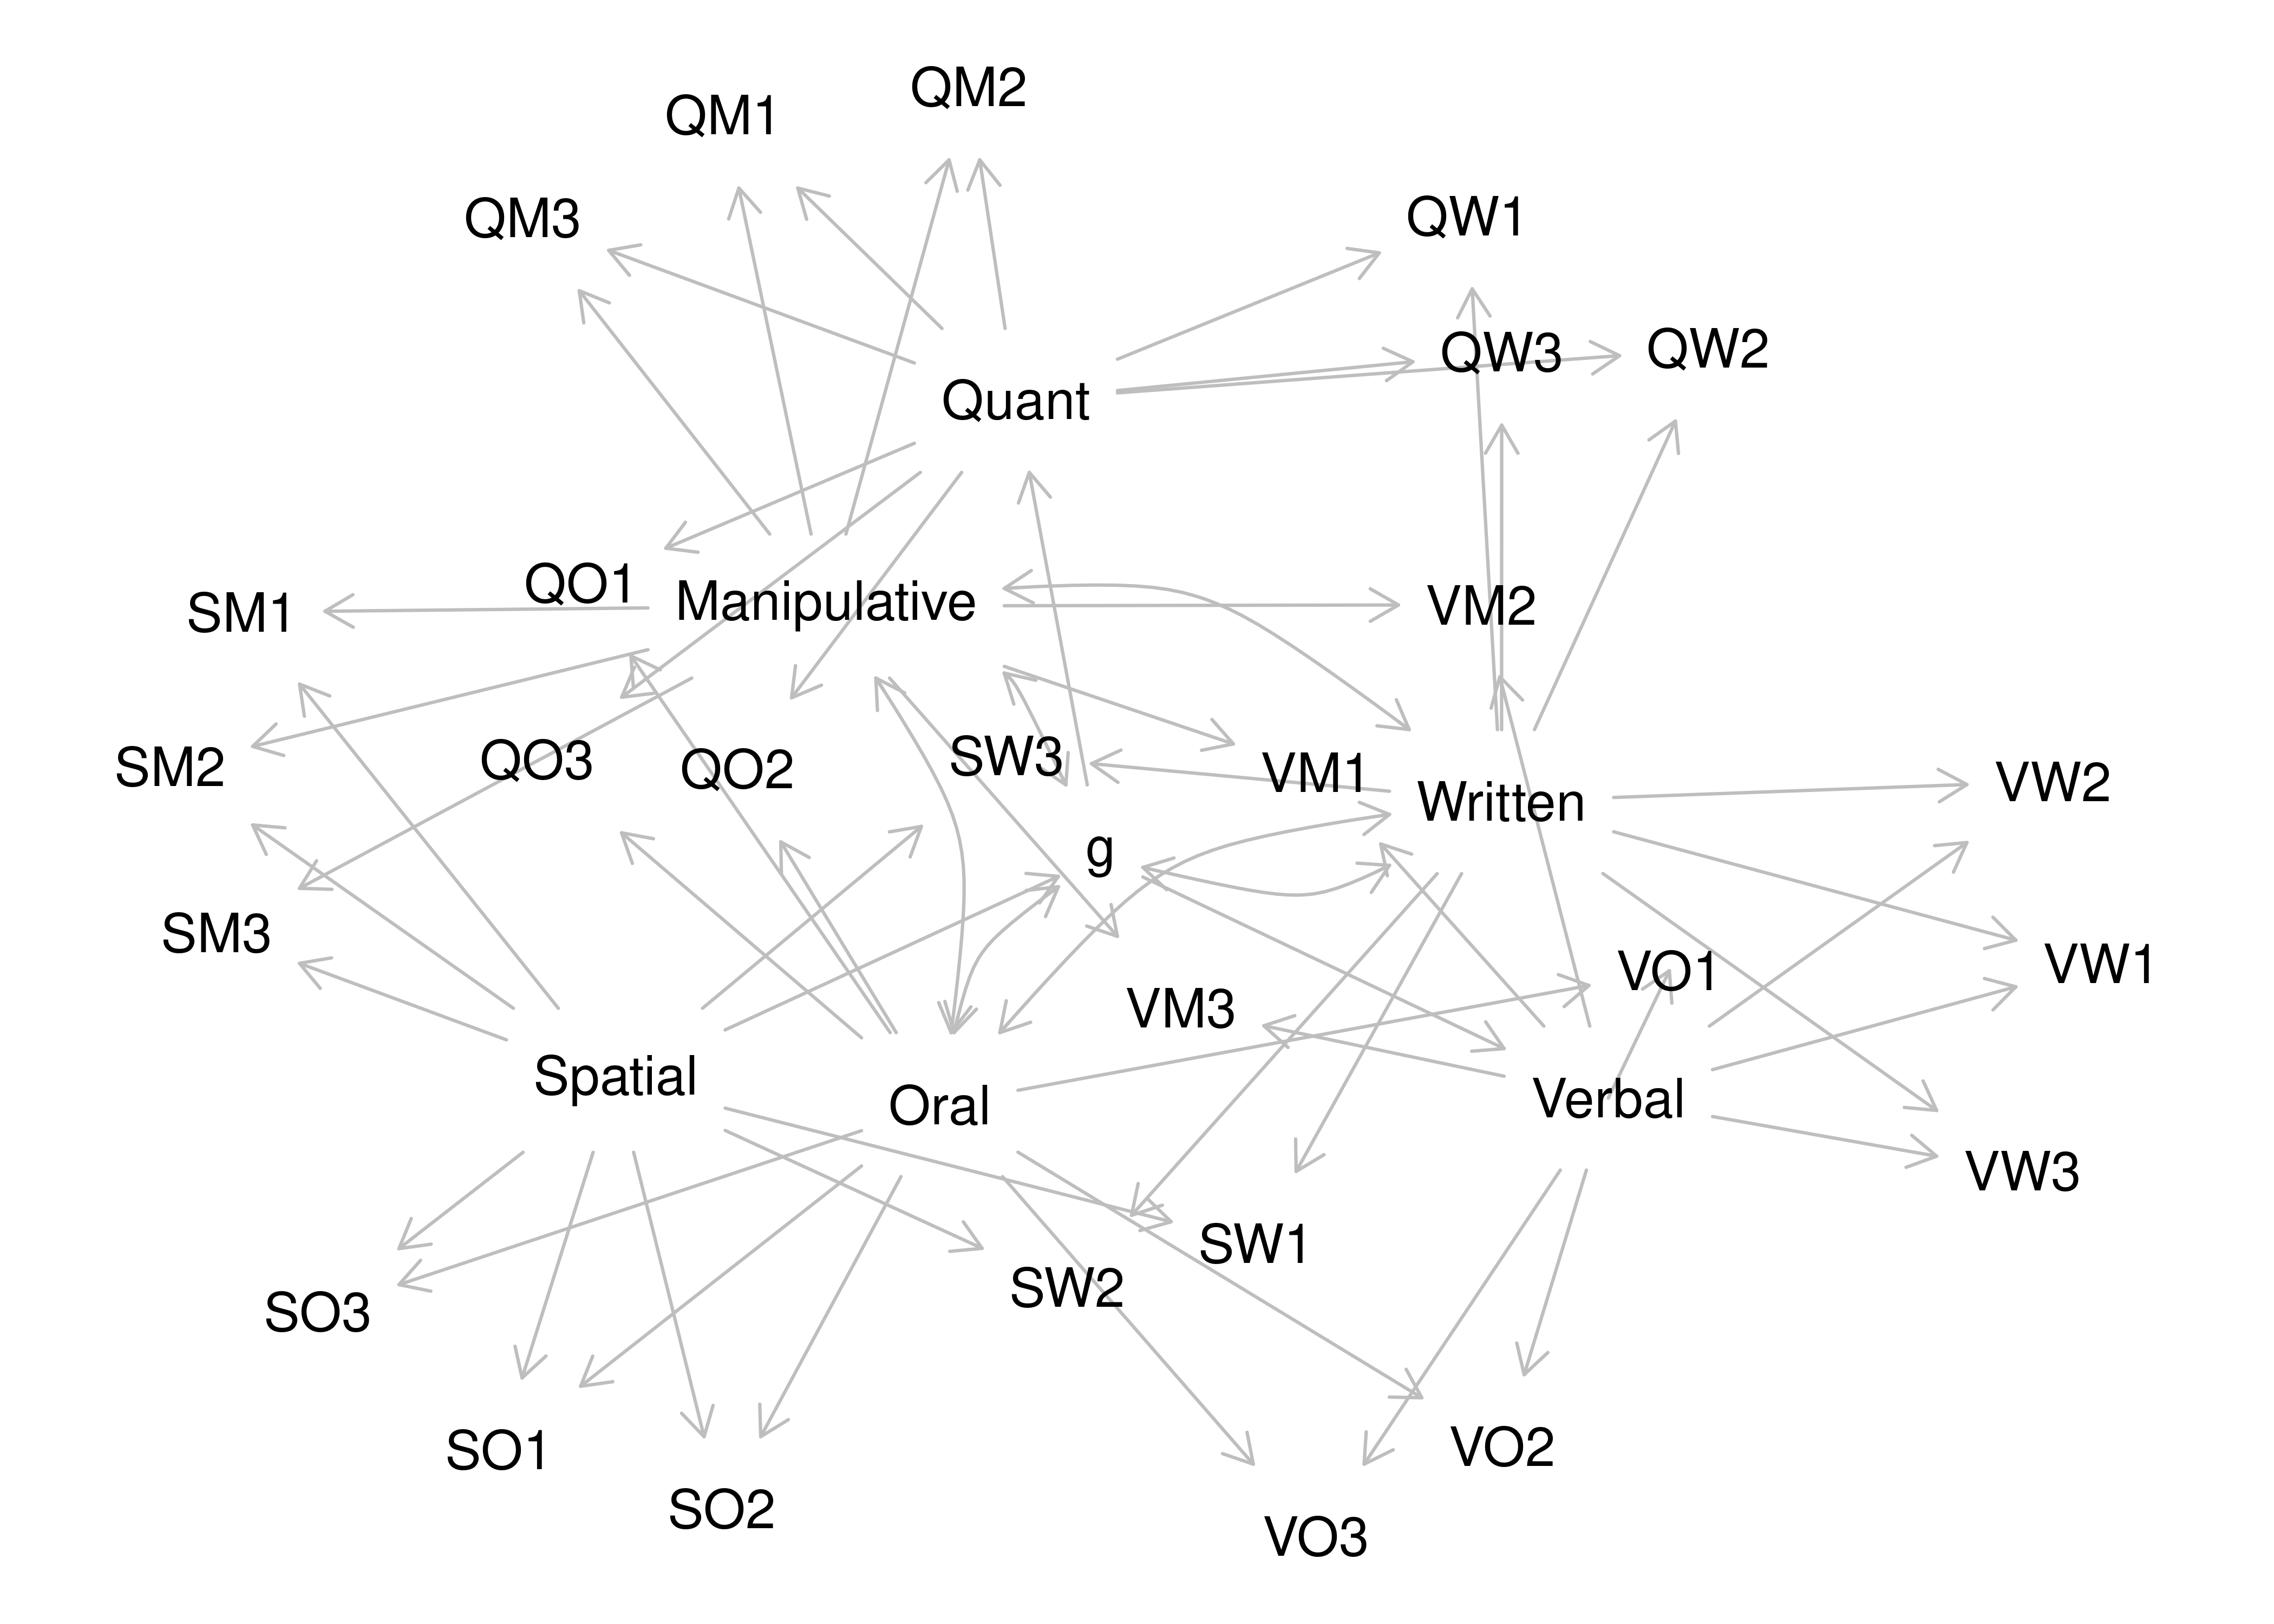 QM2
QM1
QM3
QW1
QW3
QW2
Quant
QO1
SM1
Manipulative
VM2
SM2
QO3
QO2
SW3
VM1
Written
VW2
g
SM3
VO1
VW1
VM3
Spatial
Oral
Verbal
VW3
SW1
SW2
SO3
SO1
VO2
SO2
VO3